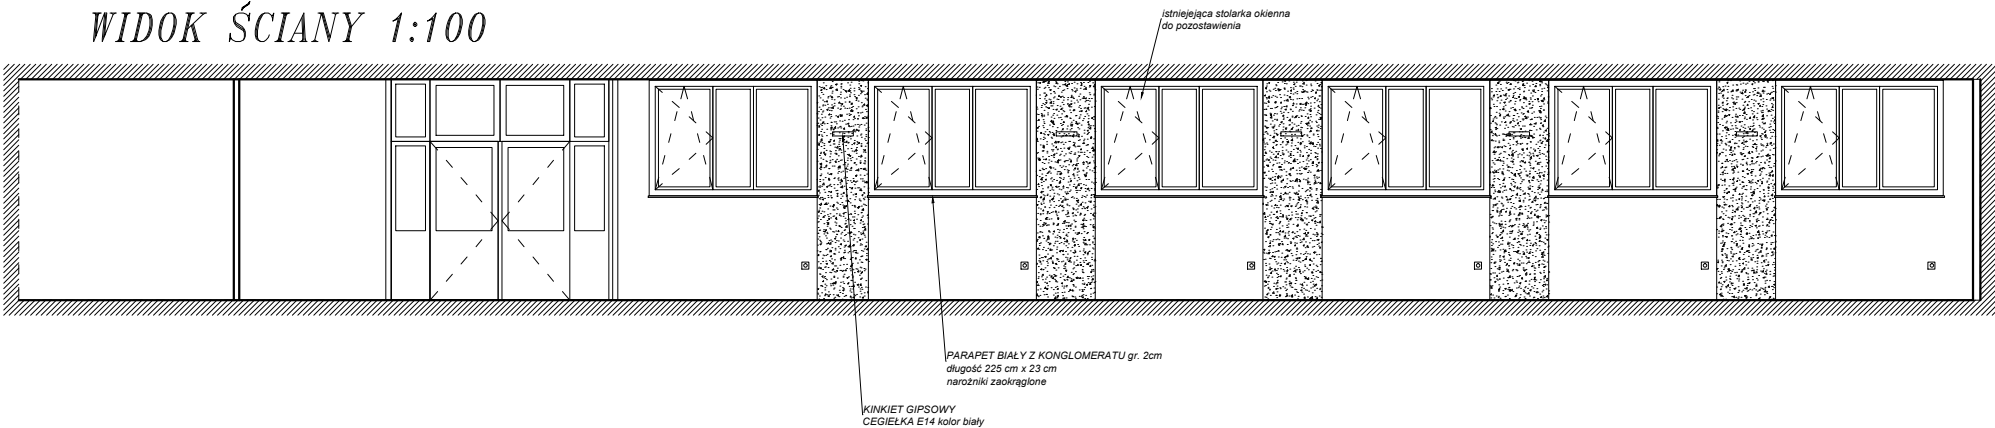 WIDOK ŚCIANY 1:100
istniejejąca stolarka okienna
do pozostawienia
PARAPET BIAŁY Z KONGLOMERATU gr. 2cm
długość 225 cm x 23 cm
narożniki zaokrąglone
KINKIET GIPSOWY
CEGIEŁKA E14 kolor biały